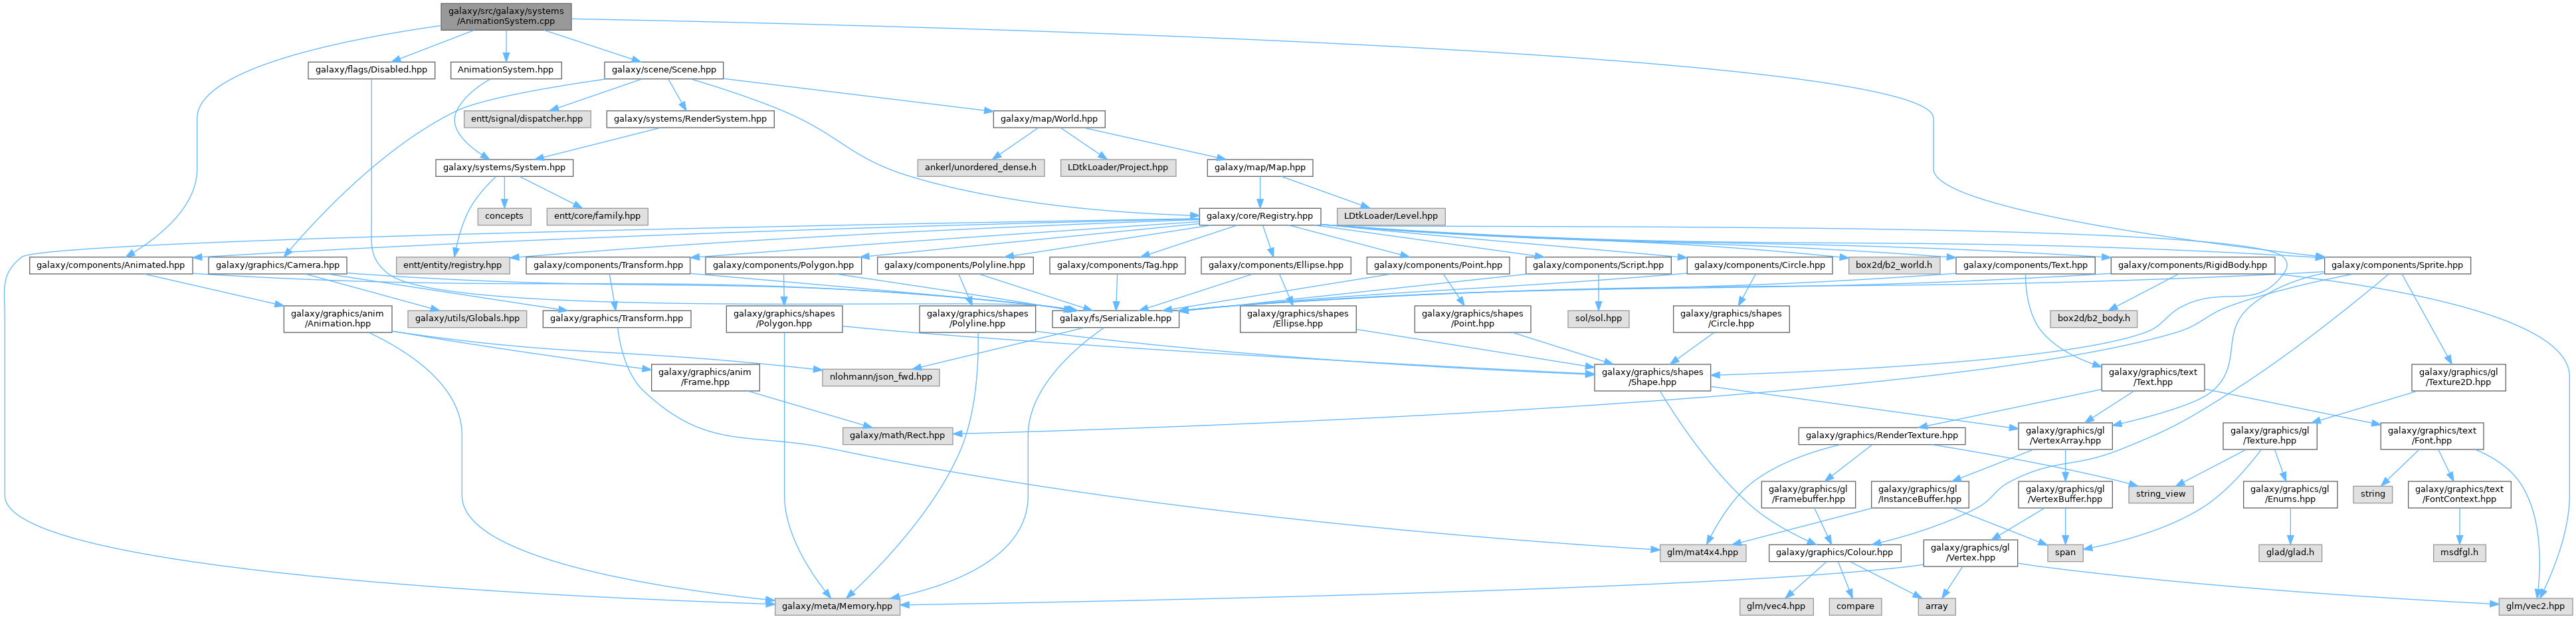 galaxy/src/galaxy/systems
/AnimationSystem.cpp
galaxy/flags/Disabled.hpp
AnimationSystem.hpp
galaxy/scene/Scene.hpp
entt/signal/dispatcher.hpp
galaxy/systems/RenderSystem.hpp
galaxy/map/World.hpp
galaxy/systems/System.hpp
ankerl/unordered_dense.h
LDtkLoader/Project.hpp
galaxy/map/Map.hpp
concepts
entt/core/family.hpp
galaxy/core/Registry.hpp
LDtkLoader/Level.hpp
galaxy/components/Animated.hpp
galaxy/graphics/Camera.hpp
entt/entity/registry.hpp
galaxy/components/Transform.hpp
galaxy/components/Polygon.hpp
galaxy/components/Polyline.hpp
galaxy/components/Tag.hpp
galaxy/components/Ellipse.hpp
galaxy/components/Point.hpp
galaxy/components/Script.hpp
galaxy/components/Circle.hpp
box2d/b2_world.h
galaxy/components/Text.hpp
galaxy/components/RigidBody.hpp
galaxy/components/Sprite.hpp
galaxy/graphics/anim
/Animation.hpp
galaxy/utils/Globals.hpp
galaxy/graphics/Transform.hpp
galaxy/graphics/shapes
/Polygon.hpp
galaxy/graphics/shapes
/Polyline.hpp
galaxy/fs/Serializable.hpp
galaxy/graphics/shapes
/Ellipse.hpp
galaxy/graphics/shapes
/Point.hpp
sol/sol.hpp
galaxy/graphics/shapes
/Circle.hpp
box2d/b2_body.h
galaxy/graphics/anim
/Frame.hpp
nlohmann/json_fwd.hpp
galaxy/graphics/shapes
/Shape.hpp
galaxy/graphics/text
/Text.hpp
galaxy/graphics/gl
/Texture2D.hpp
galaxy/math/Rect.hpp
galaxy/graphics/RenderTexture.hpp
galaxy/graphics/gl
/VertexArray.hpp
galaxy/graphics/gl
/Texture.hpp
galaxy/graphics/text
/Font.hpp
galaxy/graphics/gl
/Framebuffer.hpp
galaxy/graphics/gl
/InstanceBuffer.hpp
galaxy/graphics/gl
/VertexBuffer.hpp
string_view
galaxy/graphics/gl
/Enums.hpp
string
galaxy/graphics/text
/FontContext.hpp
glm/mat4x4.hpp
galaxy/graphics/Colour.hpp
galaxy/graphics/gl
/Vertex.hpp
span
glad/glad.h
msdfgl.h
galaxy/meta/Memory.hpp
glm/vec4.hpp
compare
array
glm/vec2.hpp